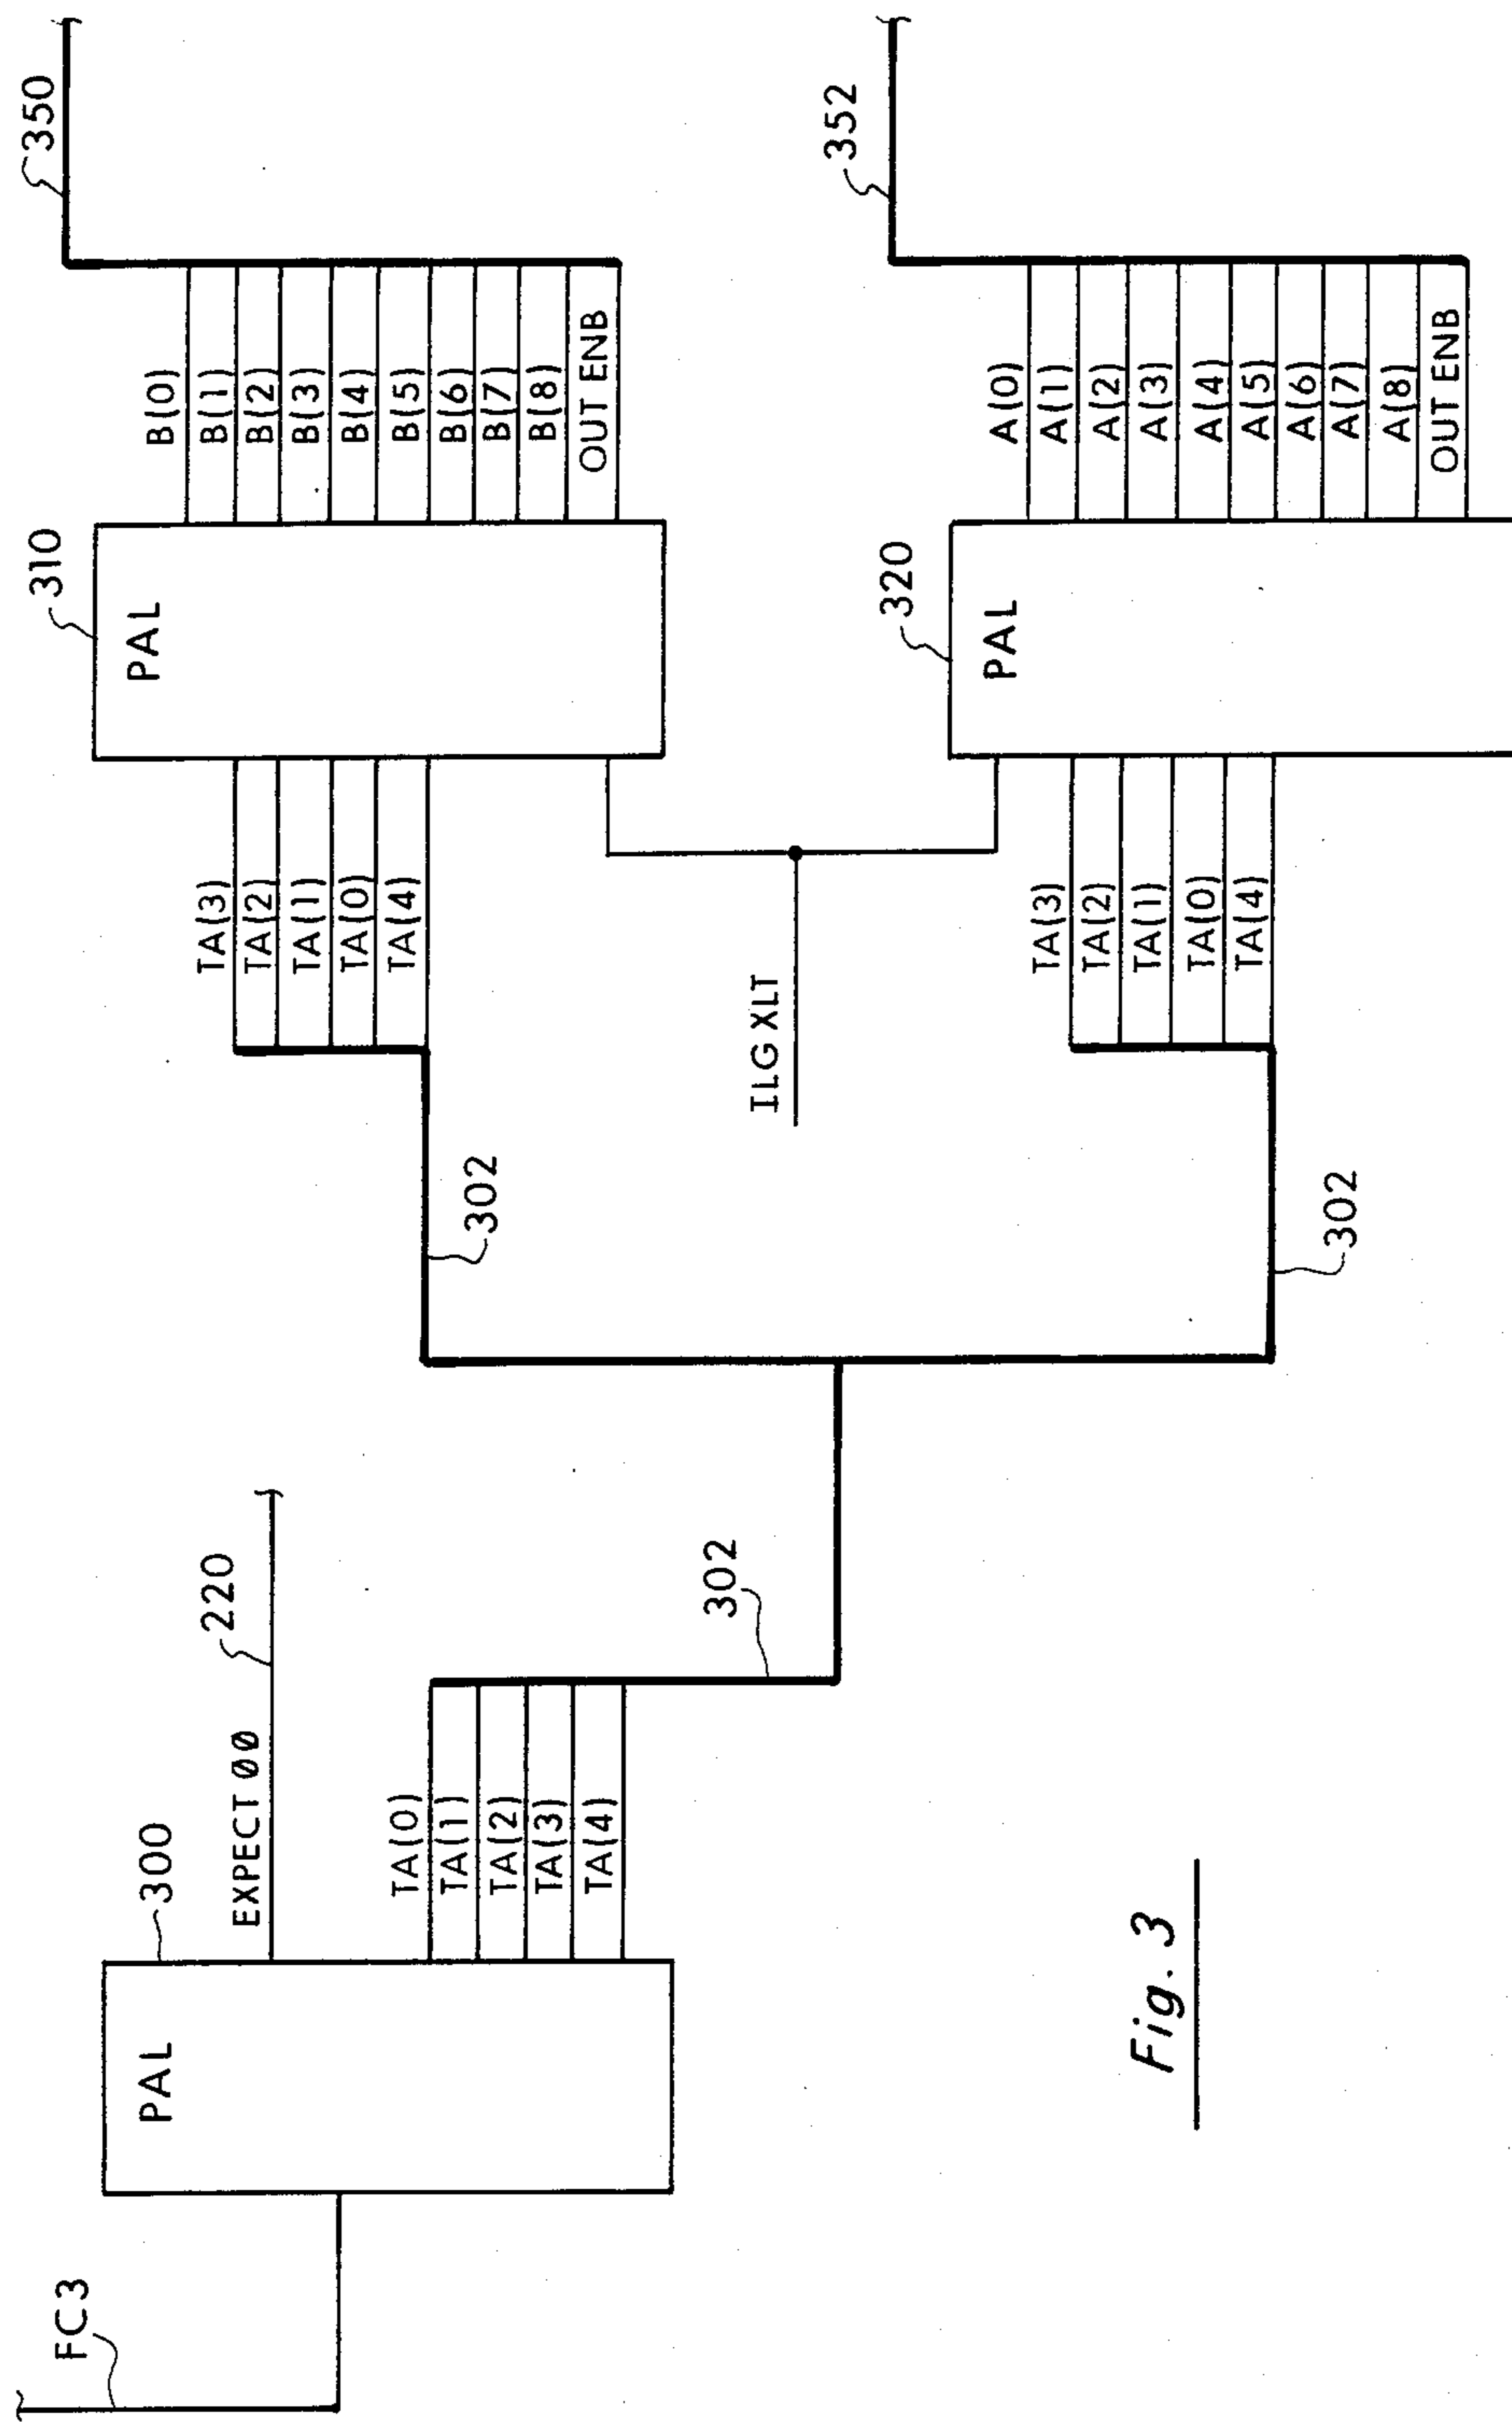 FC3
PAL
300
EXPECT 00
220
TA(0)
TA(1)
TA(2)
TA(3)
TA(4)
302
302
302
TA(3)
TA(2)
TA(1)
TA(0)
TA(4)
ILG XLT
TA(3)
TA(2)
TA(1)
TA(0)
TA(4)
PAL
310
B(0)
B(1)
B(2)
B(3)
B(4)
B(5)
B(6)
B(7)
B(8)
OUT ENB
350
PAL
320
A(0)
A(1)
A(2)
A(3)
A(4)
A(5)
A(6)
A(7)
A(8)
OUT ENB
352
Fig. 3